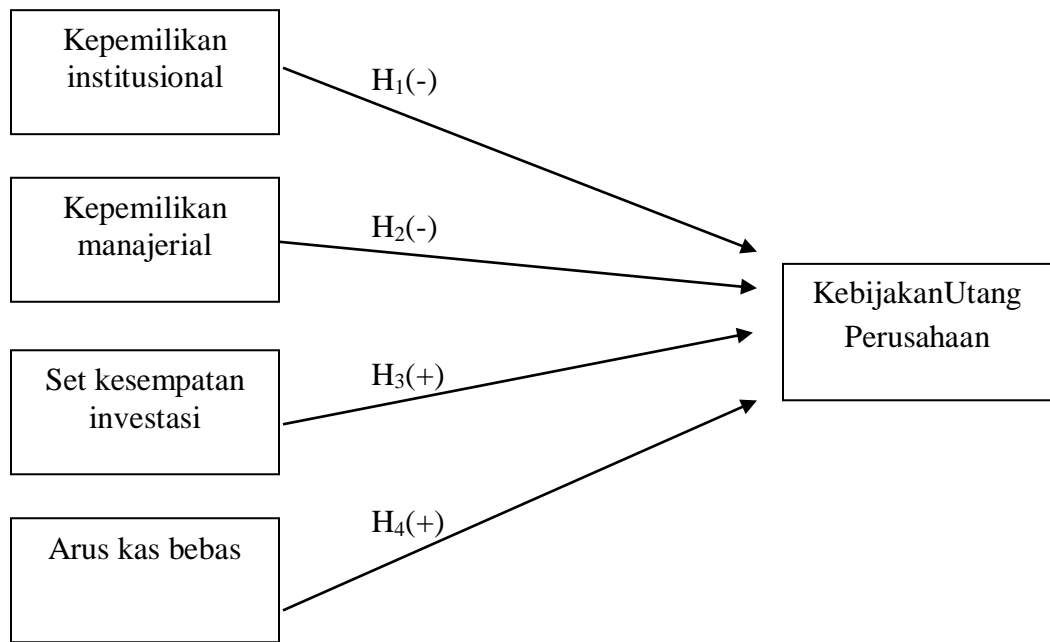 Kepemilikan
institusional
H₁(-)
Kepemilikan
manajerial
H₂(-)
KebijakanUtang
Perusahaan
Set kesempatan
investasi
H₃(+)
Arus kas bebas
H₄(+)